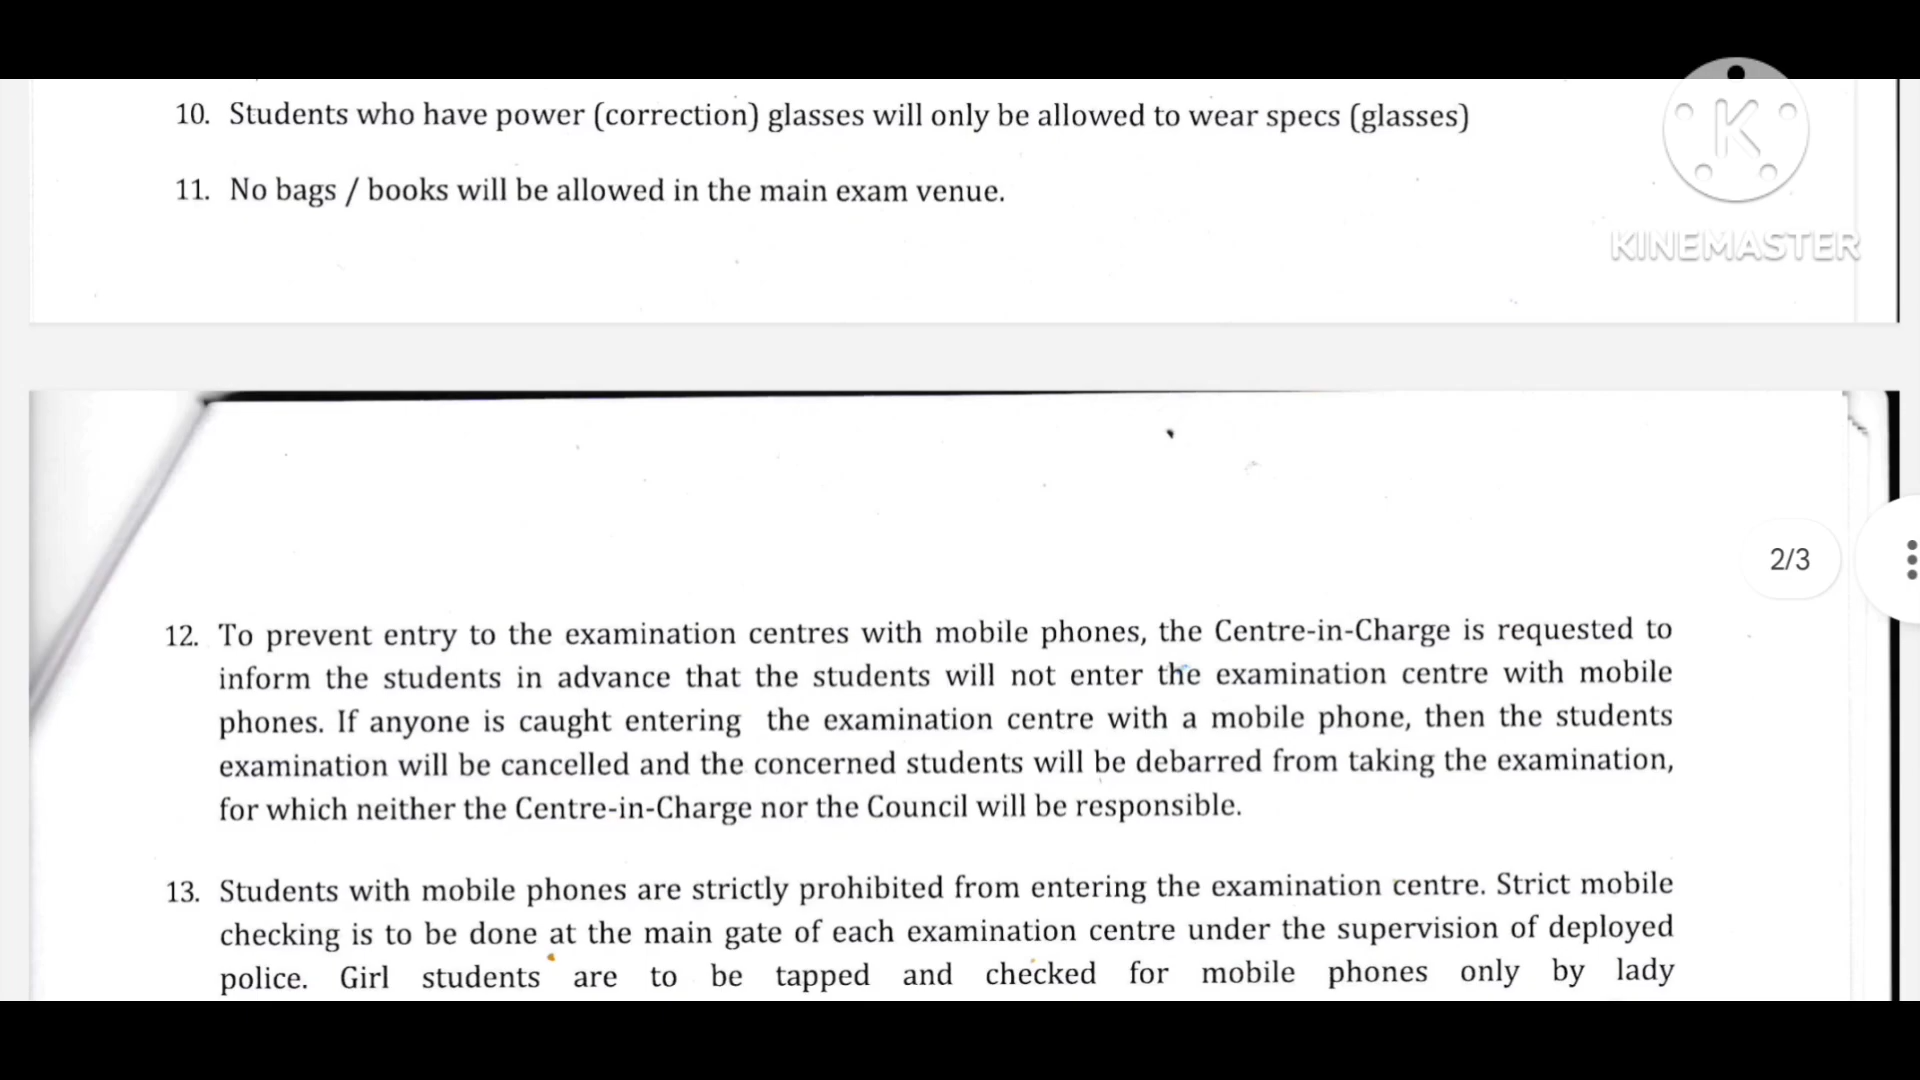 10. Students who have power (correction) glasses will only be allowed to wear specs (glasses)
11. No bags / books will be allowed in the main exam venue.
K
KINEMASTER
2/3
12. To prevent entry to the examination centres with mobile phones, the Centre-in-Charge is requested to
inform the students in advance that the students will not enter the examination centre with mobile
phones. If anyone is caught entering the examination centre with a mobile phone, then the students
examination will be cancelled and the concerned students will be debarred from taking the examination,
for which neither the Centre-in-Charge nor the Council will be responsible.
13. Students with mobile phones are strictly prohibited from entering the examination centre. Strict mobile
checking is to be done at the main gate of each examination centre under the supervision of deployed
police. Girl students are to be tapped and checked for mobile phones only by lady